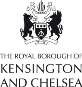 THE ROYAL BOROUGH OF
KENSINGTON
AND CHELSEA